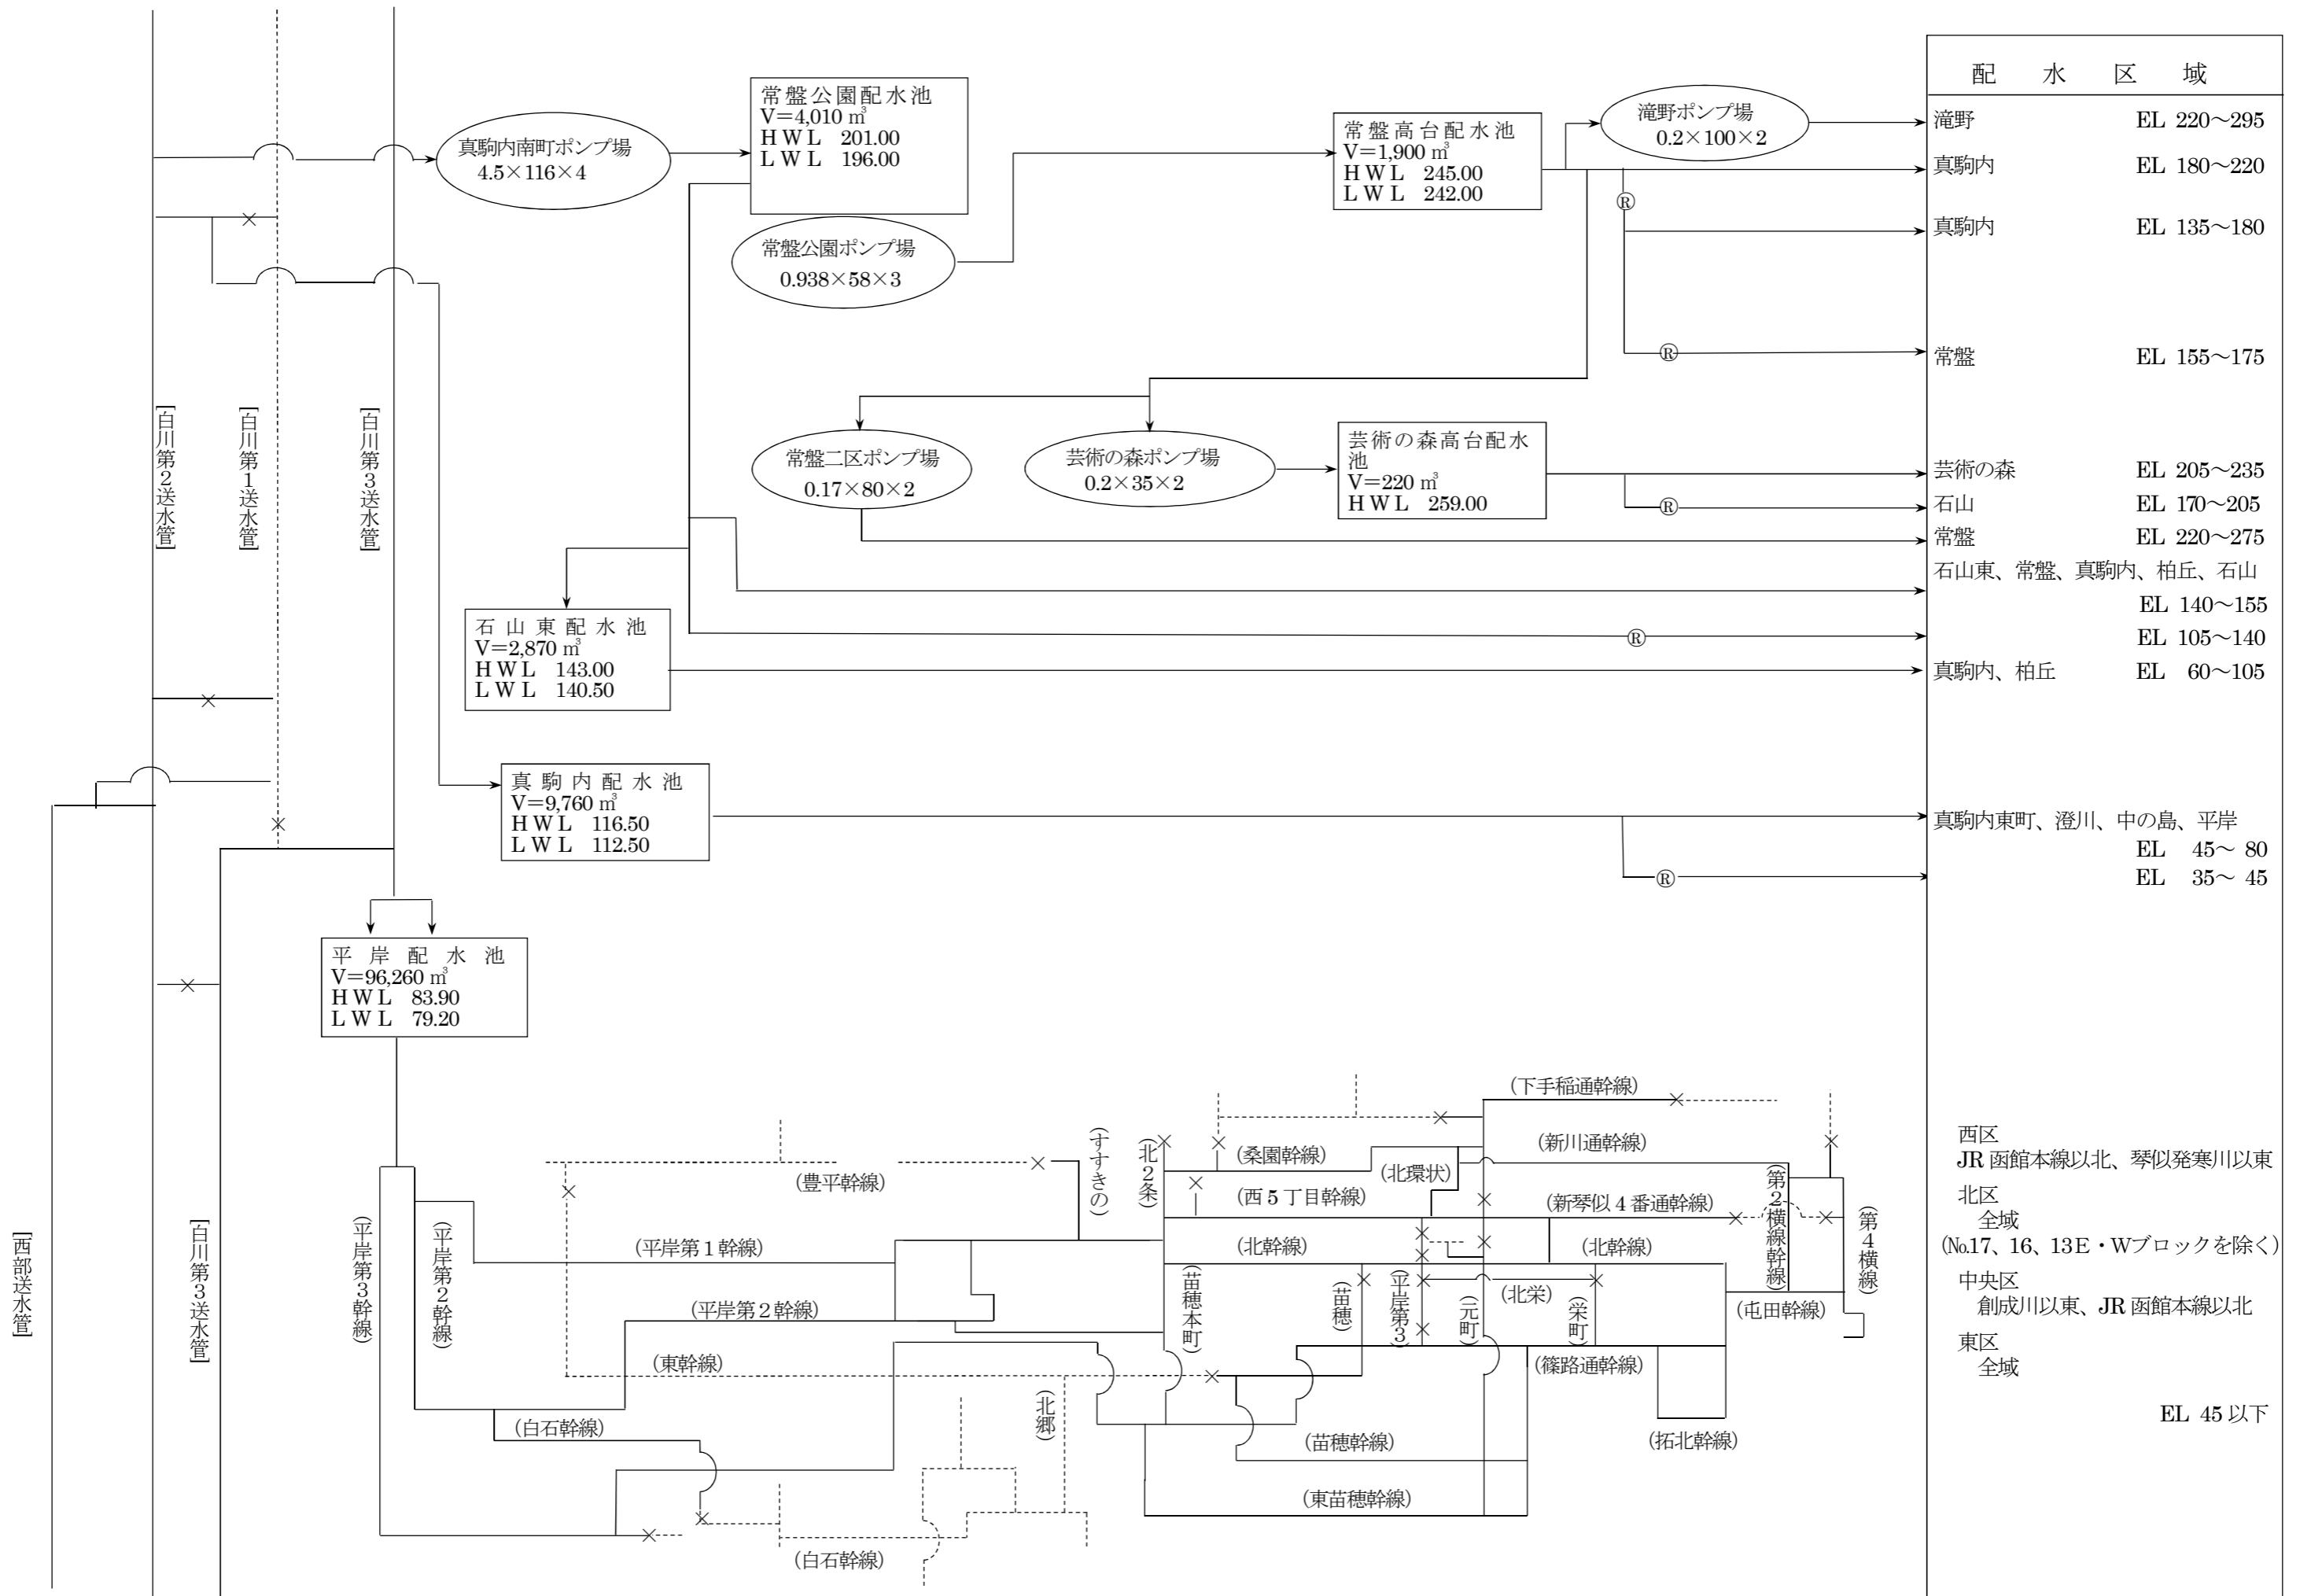 配水区域
常盤公園配水池
V=4,010 ㎥
HWL 201.00
LWL 196.00
真駒内南町ポンプ場
4.5×116×4
常盤高台配水池
V=1,900 ㎥
HWL 245.00
LWL 242.00
滝野ポンプ場
0.2×100×2
滝野 EL 220～295
真駒内 EL 180～220
Ⓡ
真駒内 EL 135～180
常盤公園ポンプ場
0.938×58×3
Ⓡ
常盤 EL 155～175
[白川第2送水管]
[白川第1送水管]
[白川第3送水管]
常盤二区ポンプ場
0.17×80×2
芸術の森ポンプ場
0.2×35×2
芸術の森高台配水
池
V=220 ㎥
HWL 259.00
芸術の森 EL 205～235
Ⓡ
石山 EL 170～205
常盤 EL 220～275
石山東、常盤、真駒内、柏丘、石山
EL 140～155
石山東配水池
V=2,870 ㎥
HWL 143.00
LWL 140.50
Ⓡ
EL 105～140
真駒内、柏丘 EL 60～105
真駒内配水池
V=9,760 ㎥
HWL 116.50
LWL 112.50
真駒内東町、澄川、中の島、平岸
EL 45～ 80
Ⓡ
EL 35～ 45
平岸配水池
V=96,260 ㎥
HWL 83.90
LWL 79.20
(下手稲通幹線)
(すすきの)
(北2条)
(桑園幹線)
(北環状)
(新川通幹線)
(豊平幹線)
(西5丁目幹線)
(新琴似4番通幹線)
(第2横線幹線)
(第4横線)
[西部送水管]
[白川第3送水管]
(平岸第3幹線)
(平岸第2幹線)
(平岸第1幹線)
(北幹線)
(北幹線)
(苗穂本町)
(苗穂)
(平岸第3)
(元町)
(北栄)
(栄町)
(屯田幹線)
(平岸第2幹線)
(東幹線)
(篠路通幹線)
(北郷)
(白石幹線)
(苗穂幹線)
(拓北幹線)
(東苗穂幹線)
(白石幹線)
西区
JR 函館本線以北、琴似発寒川以東
北区
全域
(№17、16、13E・Wブロックを除く)
中央区
創成川以東、JR 函館本線以北
東区
全域
EL 45 以下